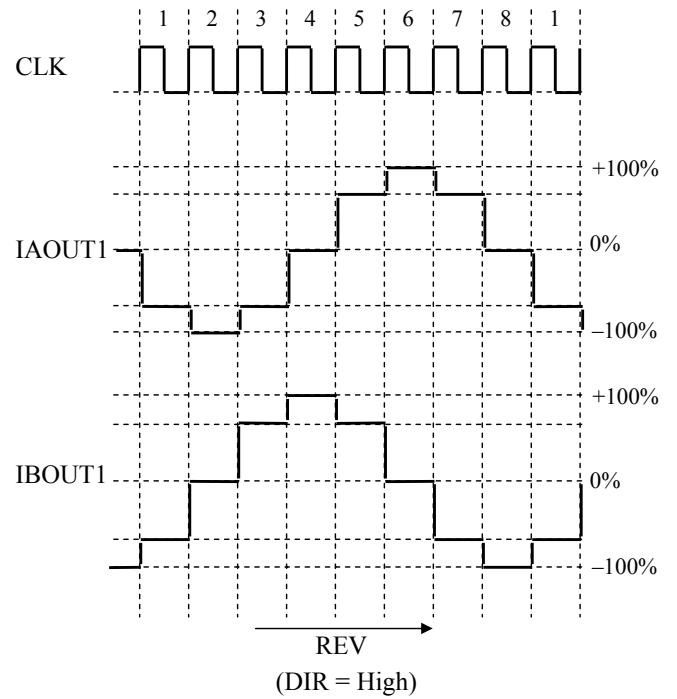 1 2 3 4 5 6 7 8 1
CLK
+100%
IAOUT1
0%
–100%
+100%
IBOUT1
0%
–100%
REV
(DIR = High)